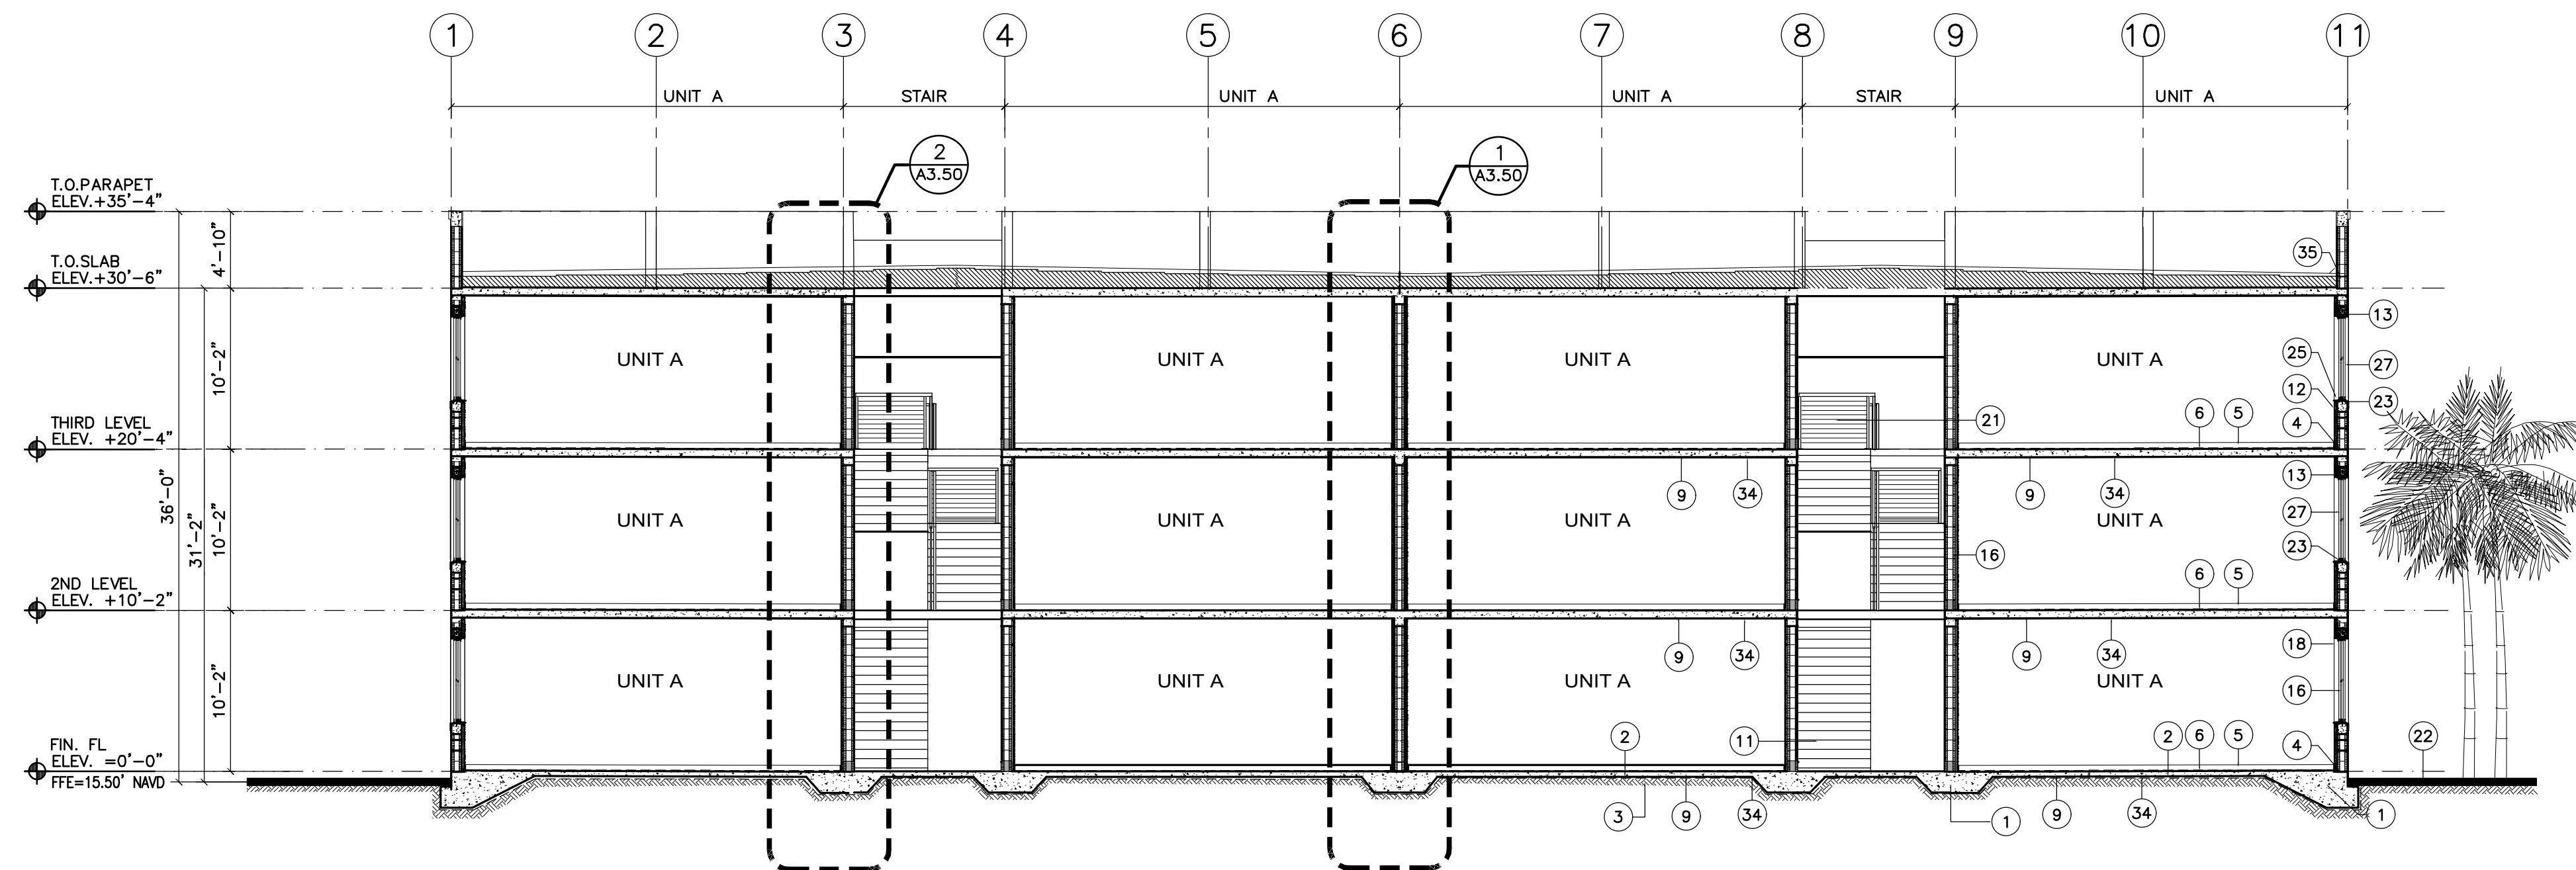 1 2 3 4 5 6 7 8 9 10 11
UNIT A STAIR UNIT A UNIT A STAIR UNIT A
2
A3.50
1
A3.50
T.O.PARAPET
ELEV.+35'-4"
T.O.SLAB
ELEV.+30'-6"
THIRD LEVEL
ELEV. +20'-4"
2ND LEVEL
ELEV. +10'-2"
FIN. FL
ELEV. =0'-0"
FFE=15.50' NAVD
36'-0"
31'-2"
4'-10"
10'-2"
10'-2"
10'-2"
35
13
UNIT A UNIT A UNIT A UNIT A
25 27
12 23
21 6 5 4
9 34 9 34 13
UNIT A UNIT A UNIT A UNIT A
27
16 23
6 5
9 34 9 34 18
UNIT A UNIT A UNIT A UNIT A
16
2 11 2 6 5 4 22
3 9 34 1 9 34 1